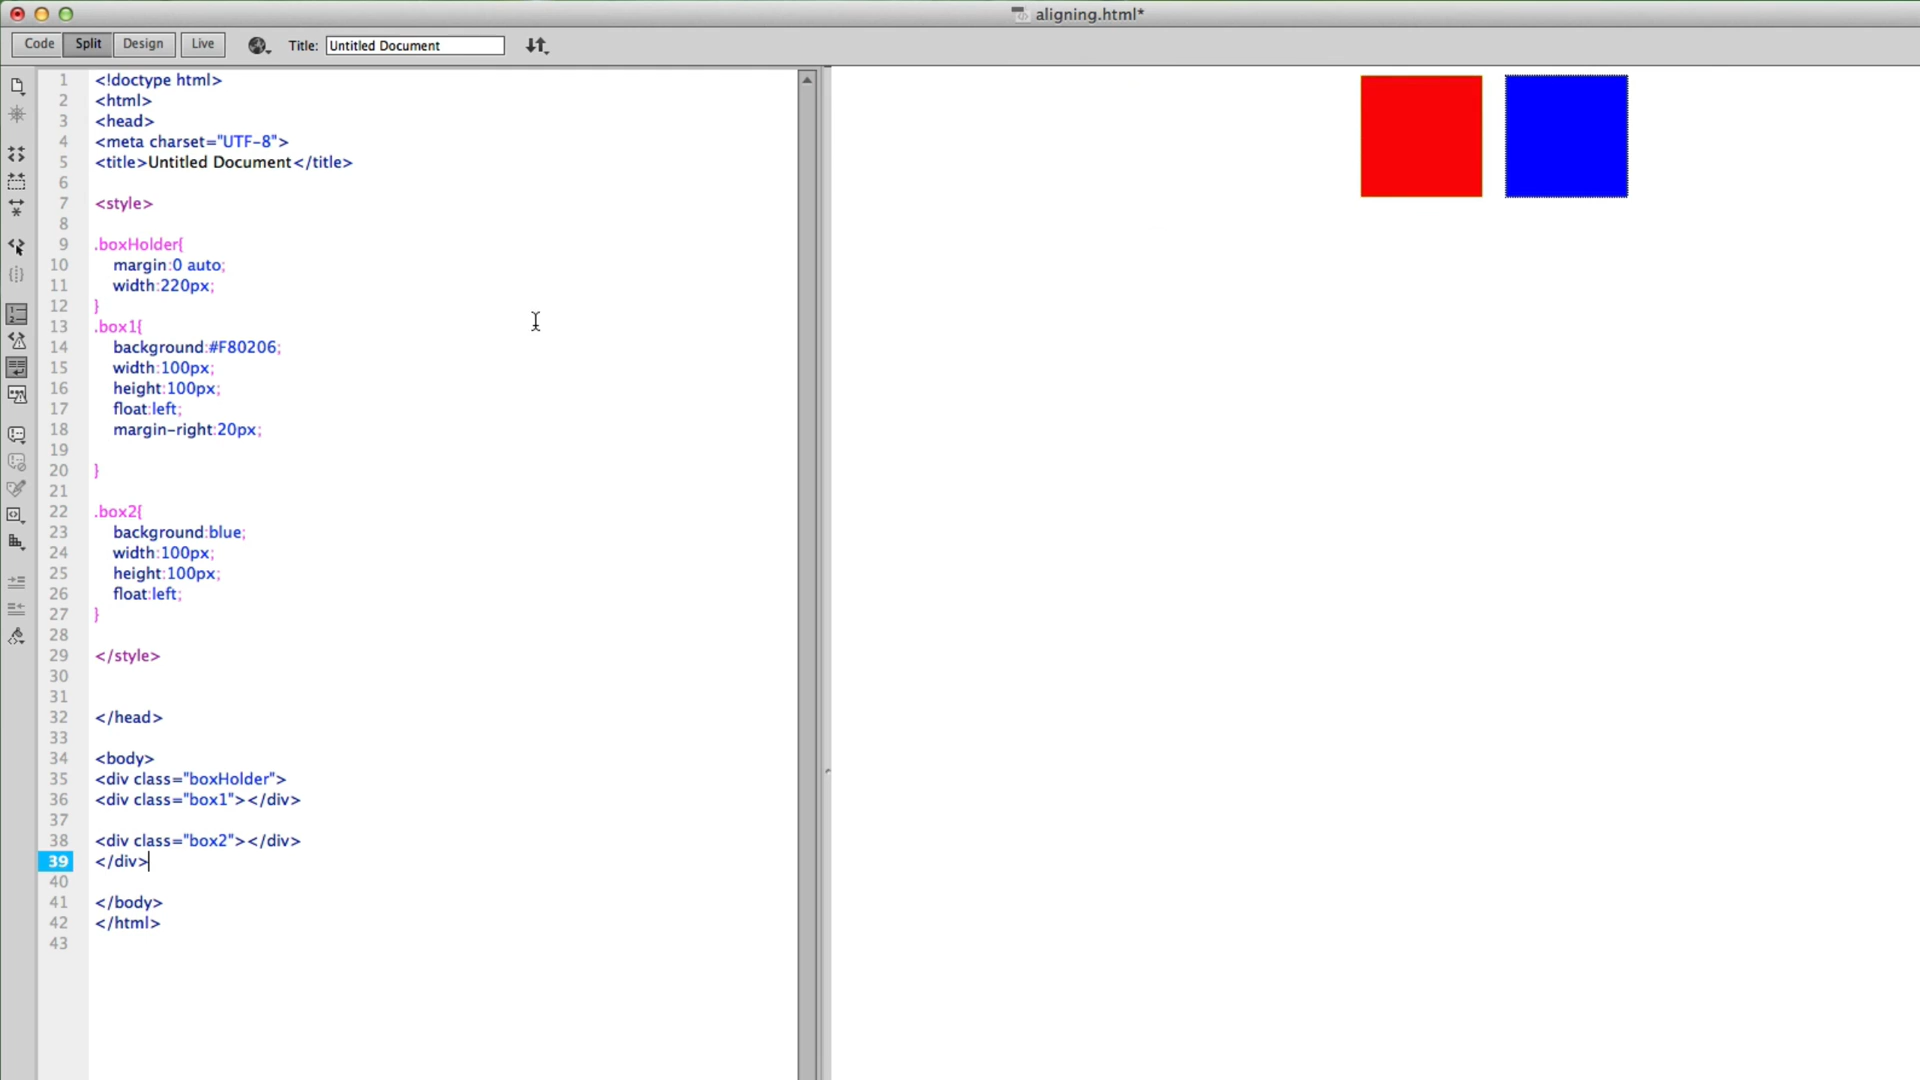 aligning.html*
Code Split Design Live Title: Untitled Document
1 <!doctype html>
2 <html>
3 <head>
4 <meta charset="UTF-8">
5 <title>Untitled Document</title>
6
7 <style>
8
9 .boxHolder{
10 margin:0 auto;
11 width:220px;
12 }
13 .box1{
14 background:#F80206;
15 width:100px;
16 height:100px;
17 float:left;
18 margin-right:20px;
19
20 }
21
22 .box2{
23 background:blue;
24 width:100px;
25 height:100px;
26 float:left;
27 }
28
29 </style>
30
31
32 </head>
33
34 <body>
35 <div class="boxHolder">
36 <div class="box1"></div>
37
38 <div class="box2"></div>
39 </div>
40
41 </body>
42 </html>
43